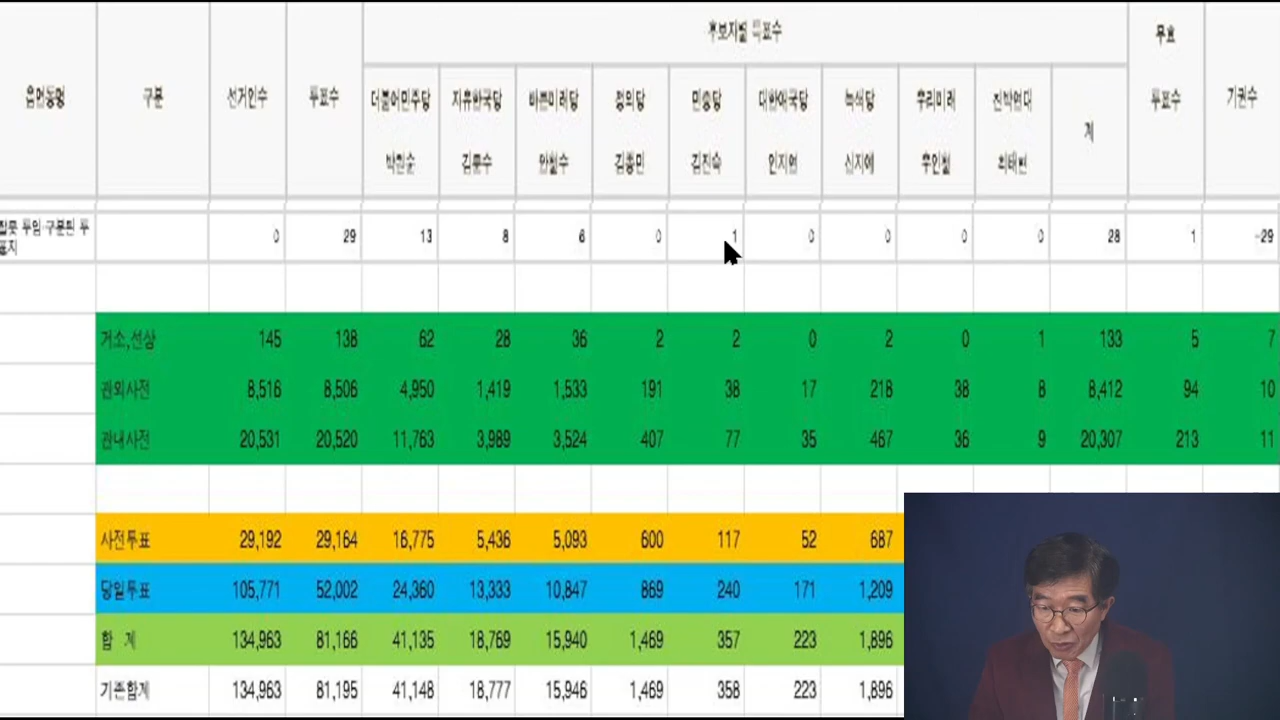 후보자별 득표수
무효
읍면동명 구분 선거인수 투표수 더불어민주당 자유한국당 바른미래당 정의당 민중당 대한애국당 녹색당 우리미래 친박연대 계 투표수 기권수
박원순 김문수 안철수 김종민 김진숙 인지연 신지예 우인철 최태현
잘못 투입·구분된 투 0 29 13 8 6 0 1 0 0 0 0 28 1 -29
표지
거소,선상 145 138 62 28 36 2 2 0 2 0 1 133 5 7
관외사전 8,516 8,506 4,950 1,419 1,533 191 38 17 218 38 8 8,412 94 10
관내사전 20,531 20,520 11,763 3,989 3,524 407 77 35 467 36 9 20,307 213 11
사전투표 29,192 29,164 16,775 5,436 5,093 600 117 52 687
당일투표 105,771 52,002 24,360 13,333 10,847 869 240 171 1,209
합 계 134,963 81,166 41,135 18,769 15,940 1,469 357 223 1,896
기존합계 134,963 81,195 41,148 18,777 15,946 1,469 358 223 1,896